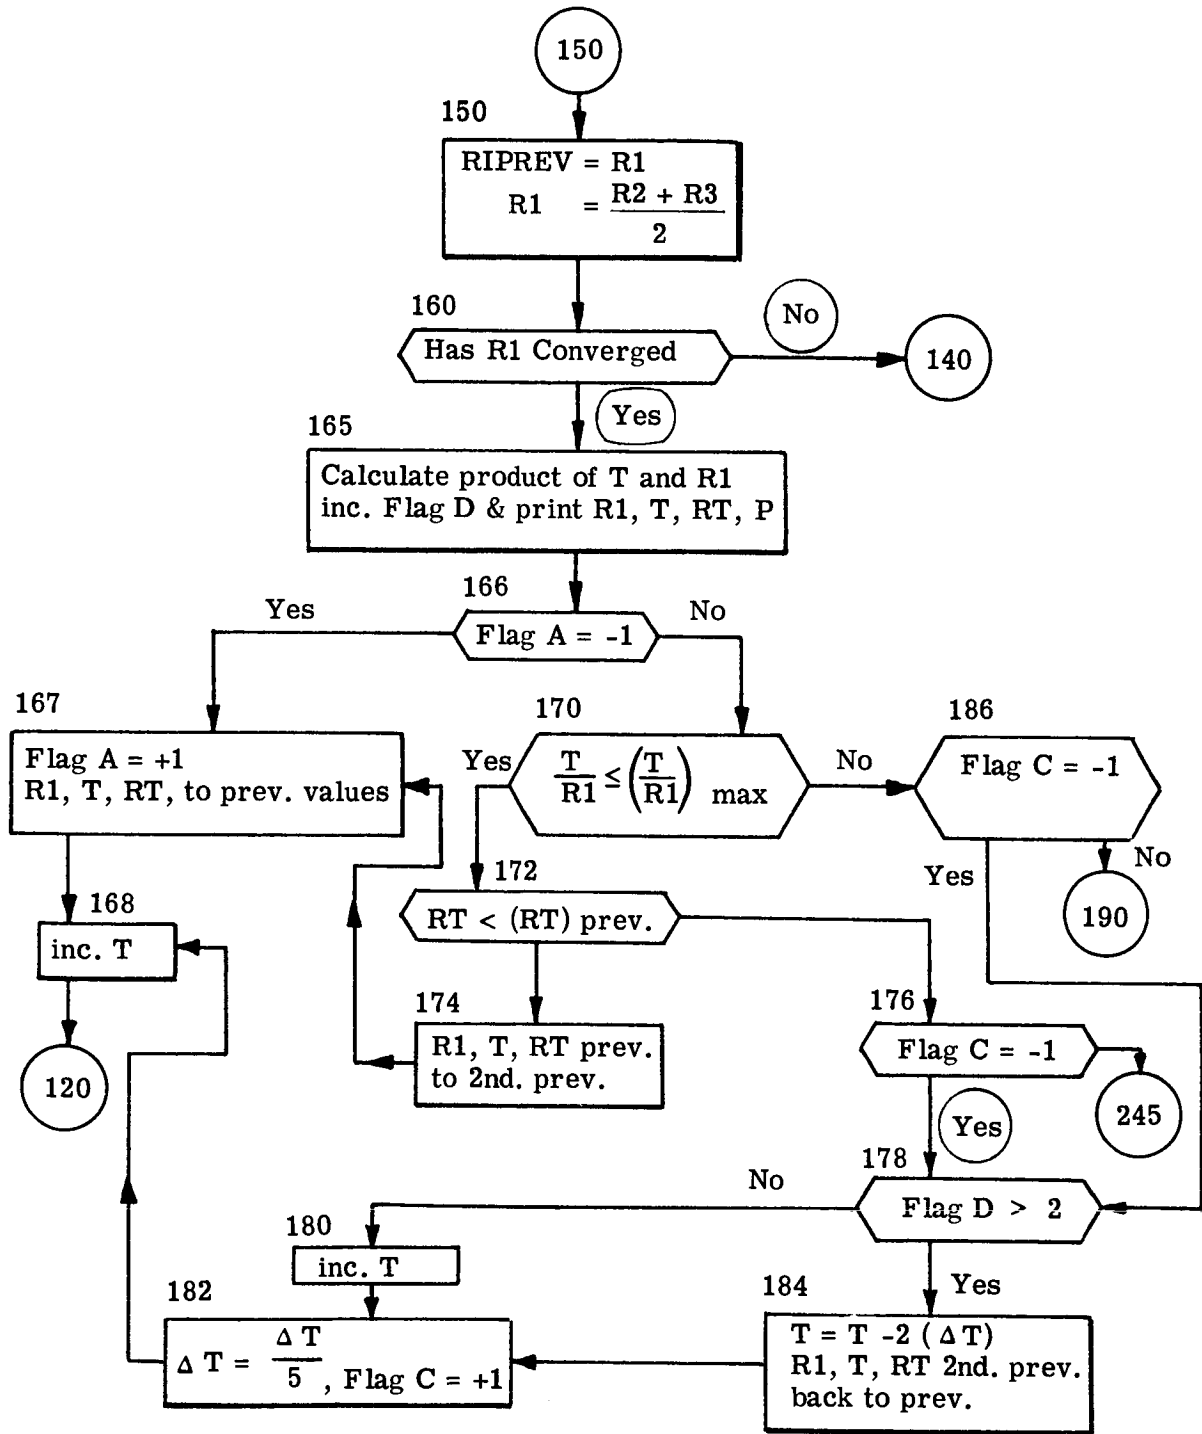 150
150
RIPREV = R1
R1 = R2 + R3
2
160
No
Has R1 Converged
140
Yes
165
Calculate product of T and R1
inc. Flag D & print R1, T, RT, P
166
Yes
No
Flag A = -1
167
170
186
Flag A = +1
R1, T, RT, to prev. values
Yes
T/R1 ≤ (T/R1) max
No
Flag C = -1
Yes
No
190
172
RT < (RT) prev.
168
inc. T
120
174
R1, T, RT prev.
to 2nd. prev.
176
Flag C = -1
245
Yes
178
No
Flag D > 2
180
inc. T
Yes
182
Δ T = Δ T / 5 , Flag C = +1
184
T = T -2 ( Δ T)
R1, T, RT 2nd. prev.
back to prev.